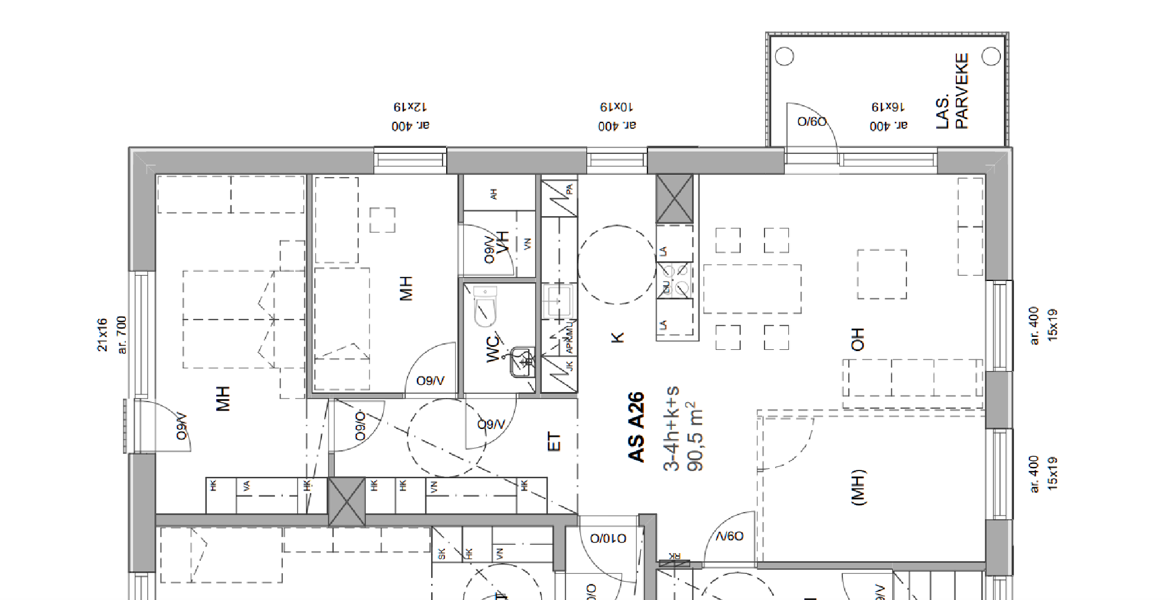 12x19
ar. 400
10x19
ar. 400
16x19
ar. 400
O9/O
LAS.
PARVEKE
AH
VH
O9/V
VN
PA
LA
LIU
LA
MH
WC
APK/MU
JK
K
OH
21x16
ar. 700
ar. 400
15x19
MH
O9/V
O9/V
O9/O
O9/V
ET
AS A26
3-4h+k+s
90,5 m²
(MH)
ar. 400
15x19
HK
VA
HK
HK
HK
VN
HK
SK
HK
VN
O10/O
O9/V